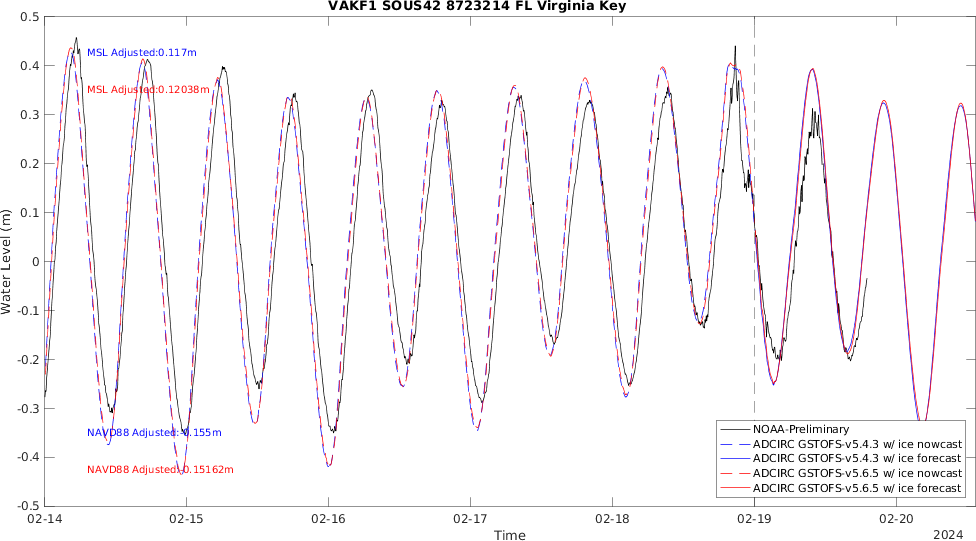 VAKF1 SOUS42 8723214 FL Virginia Key
0.5
0.4
0.3
0.2
0.1
0
-0.1
-0.2
-0.3
-0.4
-0.5
Water Level (m)
MSL Adjusted:0.117m
MSL Adjusted:0.12038m
NAVD88 Adjusted:-0.155m
NAVD88 Adjusted:-0.15162m
NOAA-Preliminary
ADCIRC GSTOFS-v5.4.3 w/ ice nowcast
ADCIRC GSTOFS-v5.4.3 w/ ice forecast
ADCIRC GSTOFS-v5.6.5 w/ ice nowcast
ADCIRC GSTOFS-v5.6.5 w/ ice forecast
02-14 02-15 02-16 02-17 02-18 02-19 02-20
Time
2024